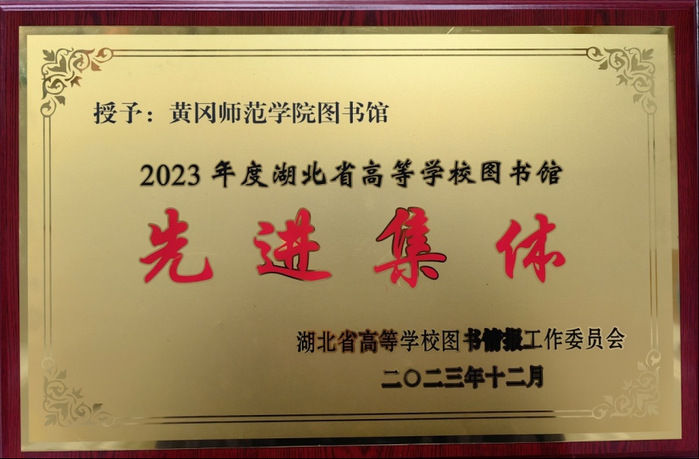 授予：黄冈师范学院图书馆
2023年度湖北省高等学校图书馆
先进集体
湖北省高等学校图书情报工作委员会
二〇二三年十二月